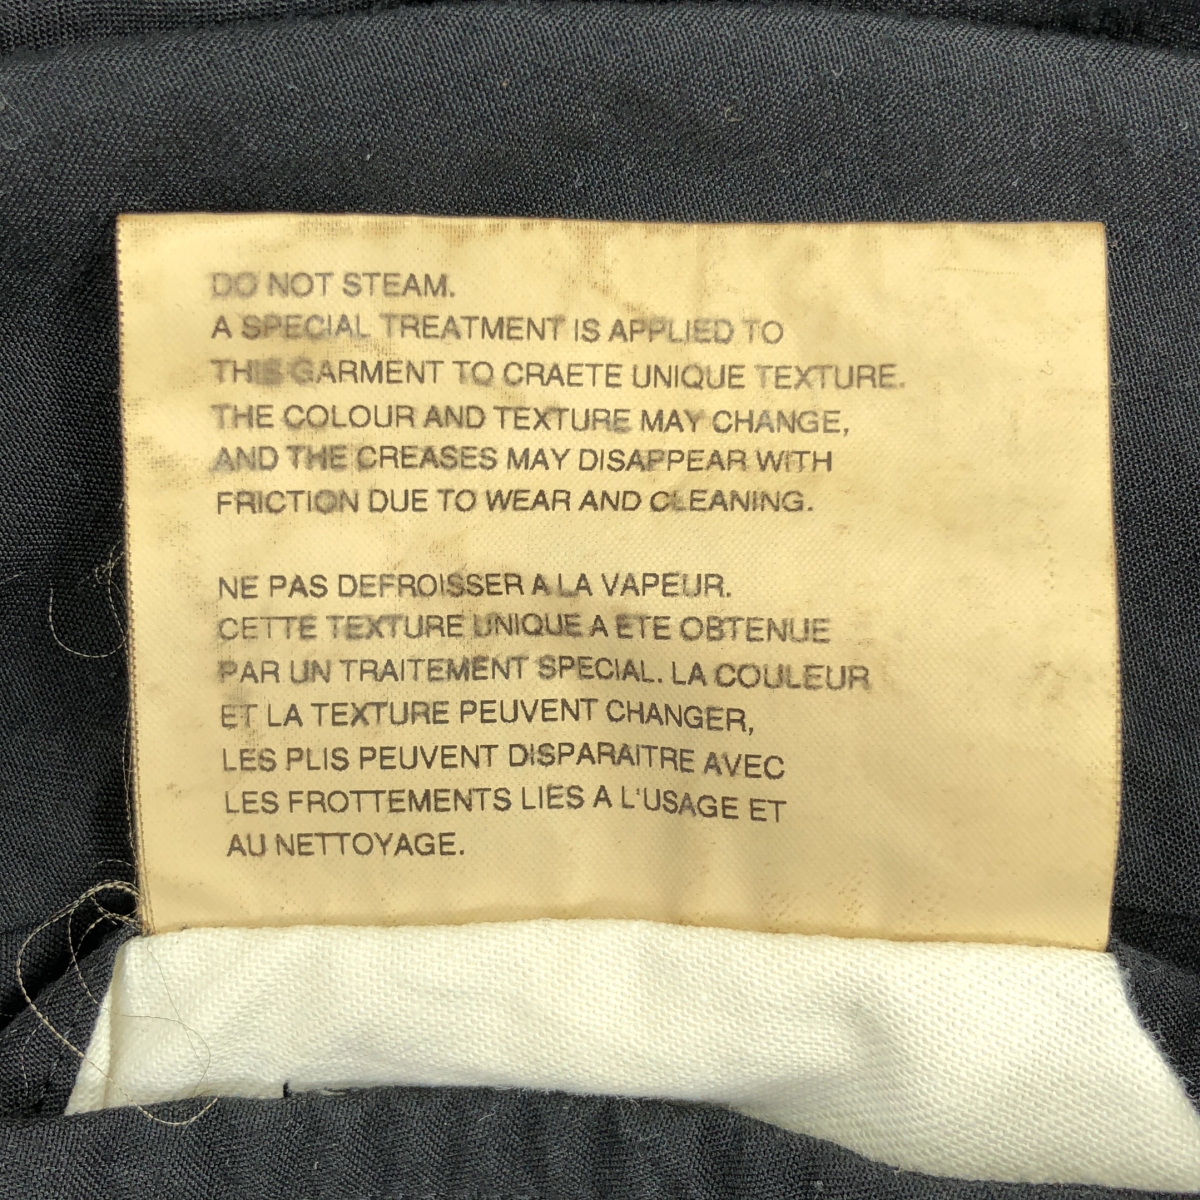 DO NOT STEAM.
A SPECIAL TREATMENT IS APPLIED TO
THIS GARMENT TO CRAETE UNIQUE TEXTURE.
THE COLOUR AND TEXTURE MAY CHANGE,
AND THE CREASES MAY DISAPPEAR WITH
FRICTION DUE TO WEAR AND CLEANING.
NE PAS DEFROISSER A LA VAPEUR.
CETTE TEXTURE UNIQUE A ETE OBTENUE
PAR UN TRAITEMENT SPECIAL. LA COULEUR
ET LA TEXTURE PEUVENT CHANGER,
LES PLIS PEUVENT DISPARAITRE AVEC
LES FROTTEMENTS LIES A L'USAGE ET
AU NETTOYAGE.